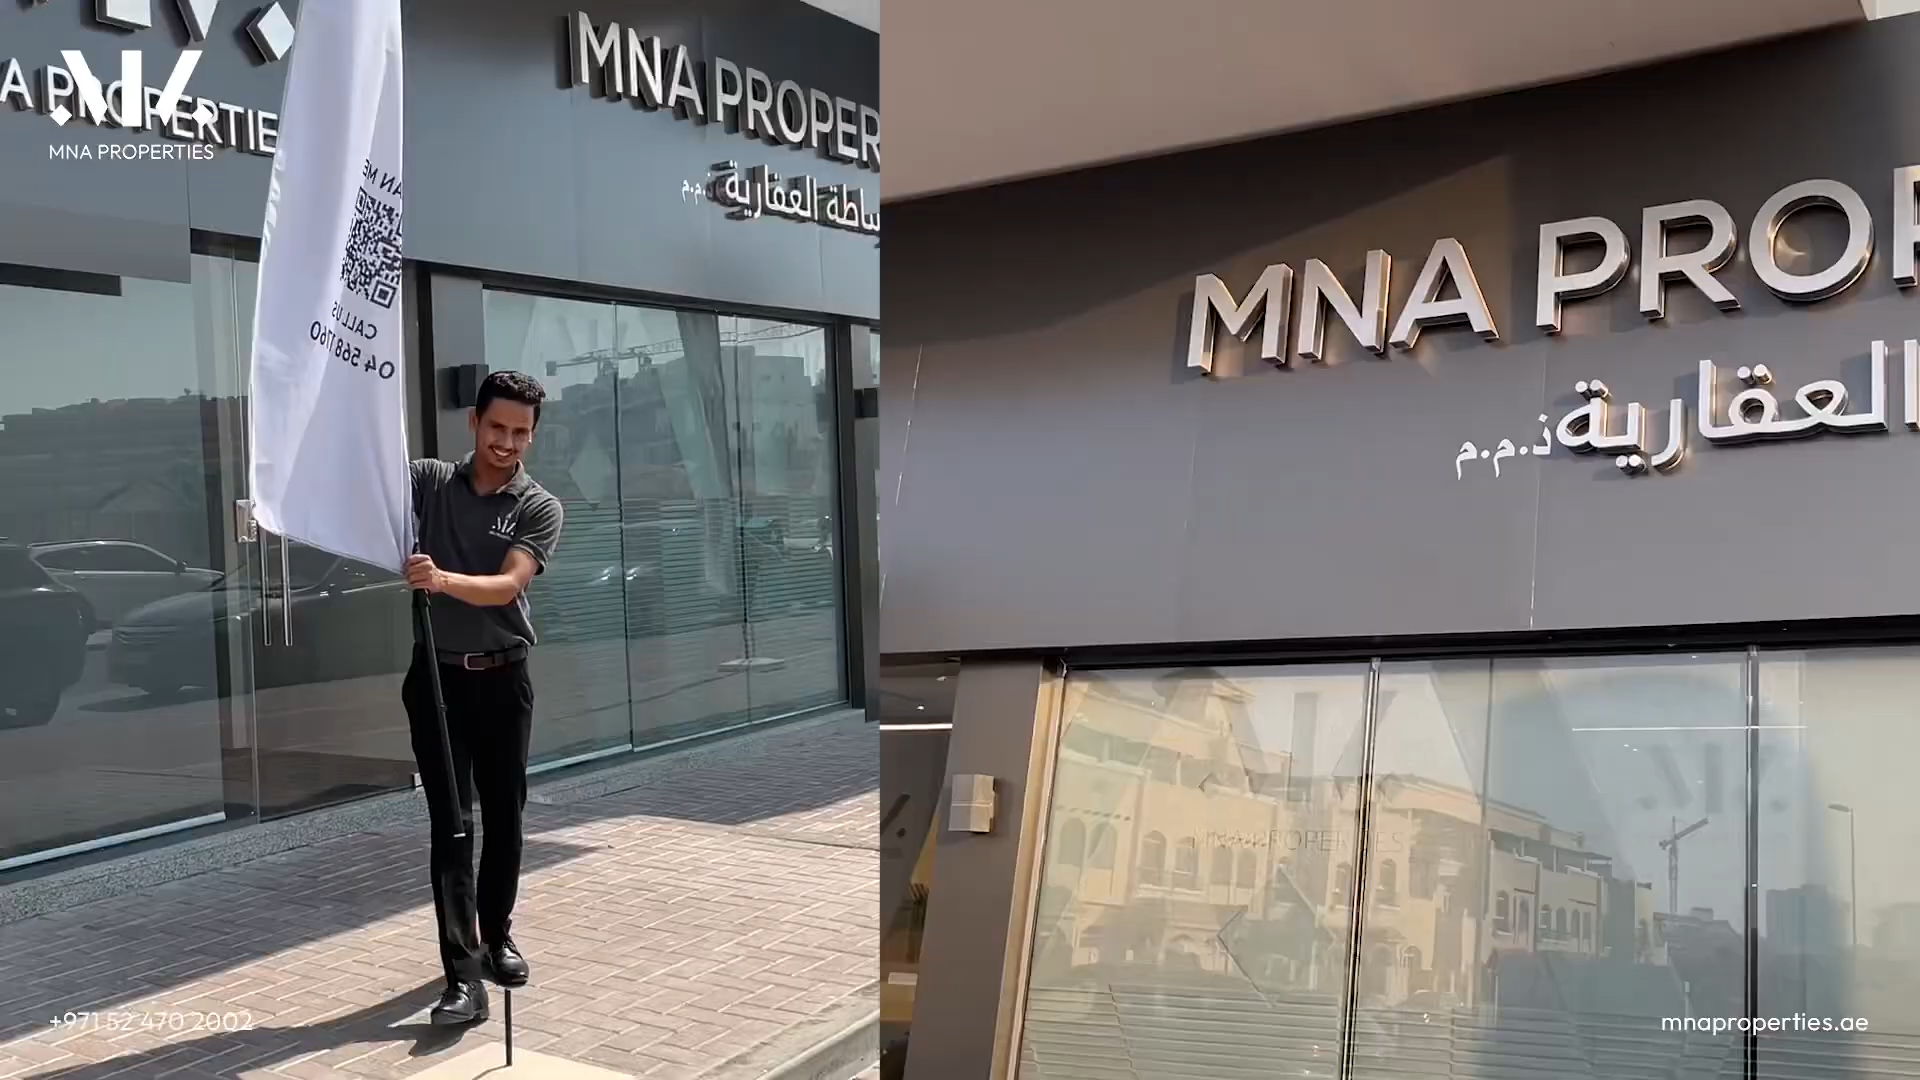 MNA PROPERTIES
A PROPERTIE
MNA PROPER
ساطة العقارية ذ.م.م
CALL US
04 568 1760
MNA PROP
العقارية ذ.م.م
MNA PROPERTIES
+971 52 470 2002
mnaproperties.ae